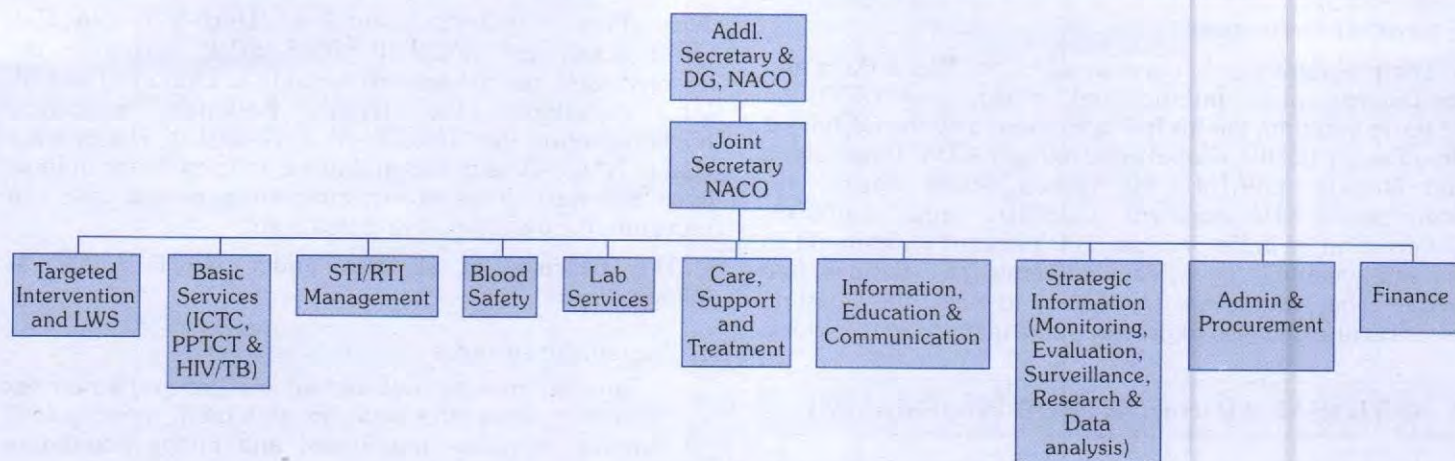 Addl.
Secretary &
DG, NACO
Joint
Secretary
NACO
Targeted
Intervention
and LWS
Basic
Services
(ICTC,
PPTCT &
HIV/TB)
STI/RTI
Management
Blood
Safety
Lab
Services
Care,
Support
and
Treatment
Information,
Education &
Communication
Strategic
Information
(Monitoring,
Evaluation,
Surveillance,
Research &
Data
analysis)
Admin &
Procurement
Finance